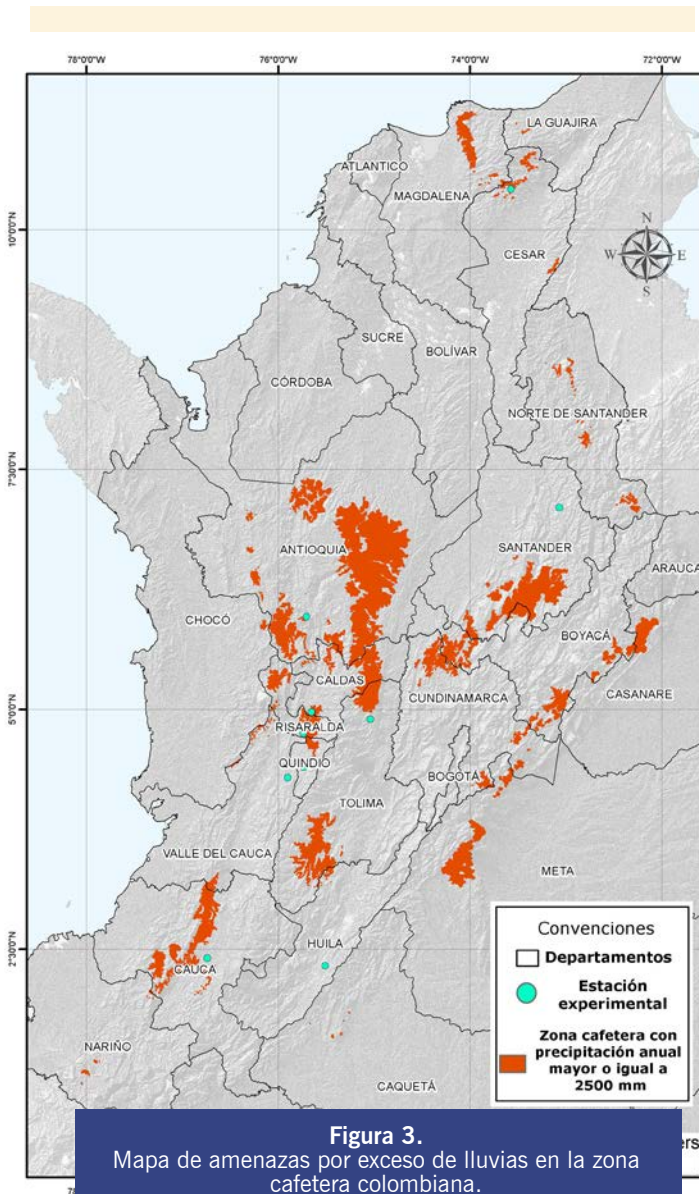 78°0'0"W
76°0'0"W
74°0'0"W
72°0'0"W
LA GUAJIRA
ATLANTICO
MAGDALENA
10°0'0"N
N
W
E
S
CESAR
SUCRE
BOLÍVAR
CÓRDOBA
NORTE DE SANTANDER
7°30'0"N
ANTIOQUIA
SANTANDER
ARAUCA
CHOCÓ
BOYACÁ
CALDAS
CUNDINAMARCA
CASANARE
5°0'0"N
RISARALDA
QUINDIO
BOGOTÁ
TOLIMA
VALLE DEL CAUCA
META
Convenciones
Departamentos
Estación
experimental
Zona cafetera con
precipitación anual
mayor o igual a
2500 mm
HUILA
2°30'0"N
CAUCA
NARIÑO
CAQUETÁ
Figura 3.
Mapa de amenazas por exceso de lluvias en la zona
cafetera colombiana.